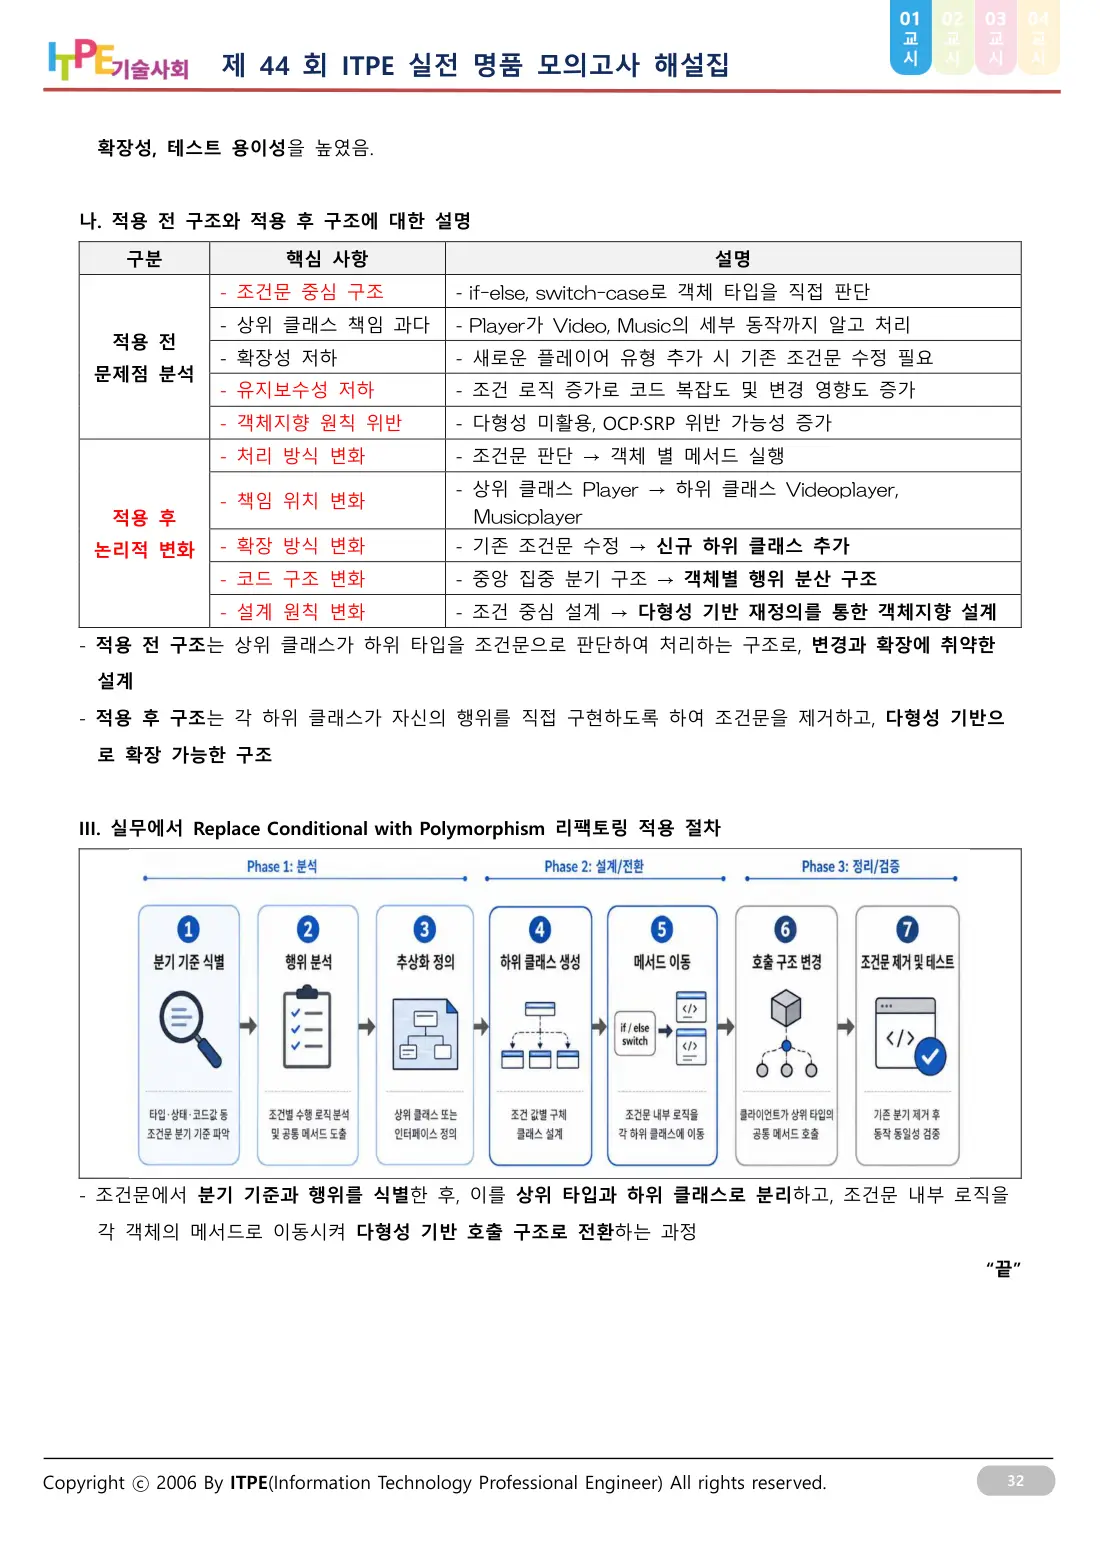 ITPE기술사회 제 44 회 ITPE 실전 명품 모의고사 해설집
01 교 시
02 교 시
03 교 시
04 교 시
확장성, 테스트 용이성을 높였음.
나. 적용 전 구조와 적용 후 구조에 대한 설명
구분 핵심 사항 설명
적용 전
문제점 분석
- 조건문 중심 구조 - if-else, switch-case로 객체 타입을 직접 판단
- 상위 클래스 책임 과다 - Player가 Video, Music의 세부 동작까지 알고 처리
- 확장성 저하 - 새로운 플레이어 유형 추가 시 기존 조건문 수정 필요
- 유지보수성 저하 - 조건 로직 증가로 코드 복잡도 및 변경 영향도 증가
- 객체지향 원칙 위반 - 다형성 미활용, OCP·SRP 위반 가능성 증가
적용 후
논리적 변화
- 처리 방식 변화 - 조건문 판단 → 객체 별 메서드 실행
- 책임 위치 변화 - 상위 클래스 Player → 하위 클래스 Videoplayer,
Musicplayer
- 확장 방식 변화 - 기존 조건문 수정 → 신규 하위 클래스 추가
- 코드 구조 변화 - 중앙 집중 분기 구조 → 객체별 행위 분산 구조
- 설계 원칙 변화 - 조건 중심 설계 → 다형성 기반 재정의를 통한 객체지향 설계
- 적용 전 구조는 상위 클래스가 하위 타입을 조건문으로 판단하여 처리하는 구조로, 변경과 확장에 취약한
설계
- 적용 후 구조는 각 하위 클래스가 자신의 행위를 직접 구현하도록 하여 조건문을 제거하고, 다형성 기반으
로 확장 가능한 구조
III. 실무에서 Replace Conditional with Polymorphism 리팩토링 적용 절차
Phase 1: 분석 Phase 2: 설계/전환 Phase 3: 정리/검증
1 2 3 4 5 6 7
분기 기준 식별 행위 분석 추상화 정의 하위 클래스 생성 메서드 이동 호출 구조 변경 조건문 제거 및 테스트
if / else
switch
</>
</>
</>
타입·상태·코드값 등
조건문 분기 기준 파악
조건별 수행 로직 분석
및 공통 메서드 도출
상위 클래스 또는
인터페이스 정의
조건 값별 구체
클래스 설계
조건문 내부 로직을
각 하위 클래스에 이동
클라이언트가 상위 타입의
공통 메서드 호출
기존 분기 제거 후
동작 동일성 검증
- 조건문에서 분기 기준과 행위를 식별한 후, 이를 상위 타입과 하위 클래스로 분리하고, 조건문 내부 로직을
각 객체의 메서드로 이동시켜 다형성 기반 호출 구조로 전환하는 과정
“끝”
Copyright ⓒ 2006 By ITPE(Information Technology Professional Engineer) All rights reserved. 32